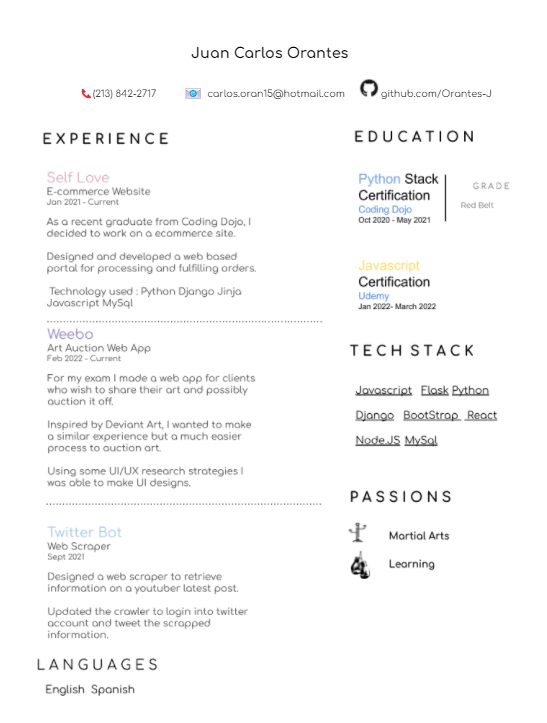 Juan Carlos Orantes
(213) 842-2717 carlos.oran15@hotmail.com github.com/Orantes-J
EXPERIENCE
Self Love
E-commerce Website
Jan 2021 - Current
As a recent graduate from Coding Dojo, I
decided to work on a ecommerce site.
Designed and developed a web based
portal for processing and fulfilling orders.
Technology used : Python Django Jinja
Javascript MySql
Weebo
Art Auction Web App
Feb 2022 - Current
For my exam I made a web app for clients
who wish to share their art and possibly
auction it off.
Inspired by Deviant Art, I wanted to make
a similar experience but a much easier
process to auction art.
Using some UI/UX research strategies I
was able to make UI designs.
Twitter Bot
Web Scraper
Sept 2021
Designed a web scraper to retrieve
information on a youtuber latest post.
Updated the crawler to login into twitter
account and tweet the scrapped
information.
LANGUAGES
English Spanish
EDUCATION
Python Stack
Certification
Coding Dojo
Oct 2020 - May 2021
GRADE
Red Belt
Javascript
Certification
Udemy
Jan 2022- March 2022
TECH STACK
Javascript Flask Python
Django BootStrap React
Node.JS MySql
PASSIONS
Martial Arts
Learning